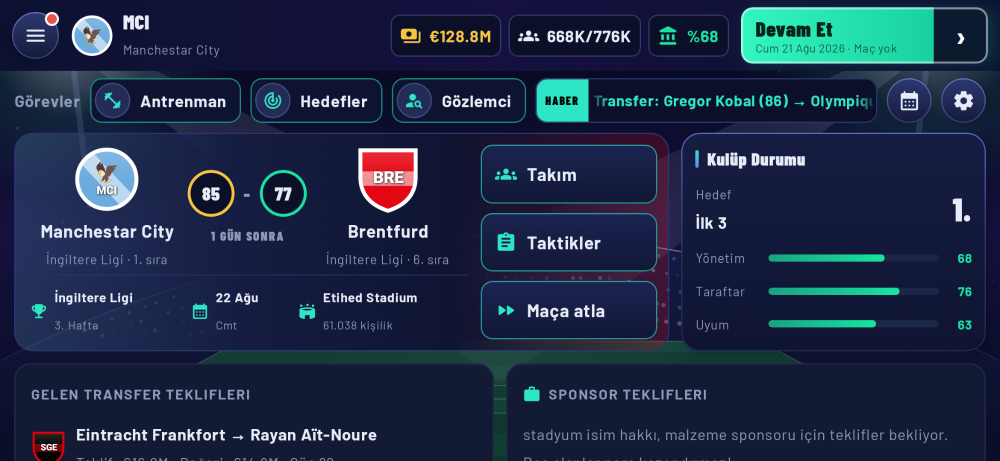 MCI
Manchestar City
€128.8M
668K/776K
%68
Devam Et
Cum 21 Ağu 2026 · Maç yok
Görevler
Antrenman
Hedefler
Gözlemci
HABER
Transfer: Gregor Kobal (86) → Olympiqu
MCI
85 - 77
BRE
Manchestar City
1 GÜN SONRA
Brentfurd
İngiltere Ligi · 1. sıra
İngiltere Ligi · 6. sıra
İngiltere Ligi
3. Hafta
22 Ağu
Cmt
Etihed Stadium
61.038 kişilik
Takım
Taktikler
Maça atla
Kulüp Durumu
Hedef
İlk 3
1.
Yönetim 68
Taraftar 76
Uyum 63
GELEN TRANSFER TEKLIFLERI
SGE
Eintracht Frankfort → Rayan Aït-Noure
SPONSOR TEKLIFLERI
stadyum isim hakkı, malzeme sponsoru için teklifler bekliyor.